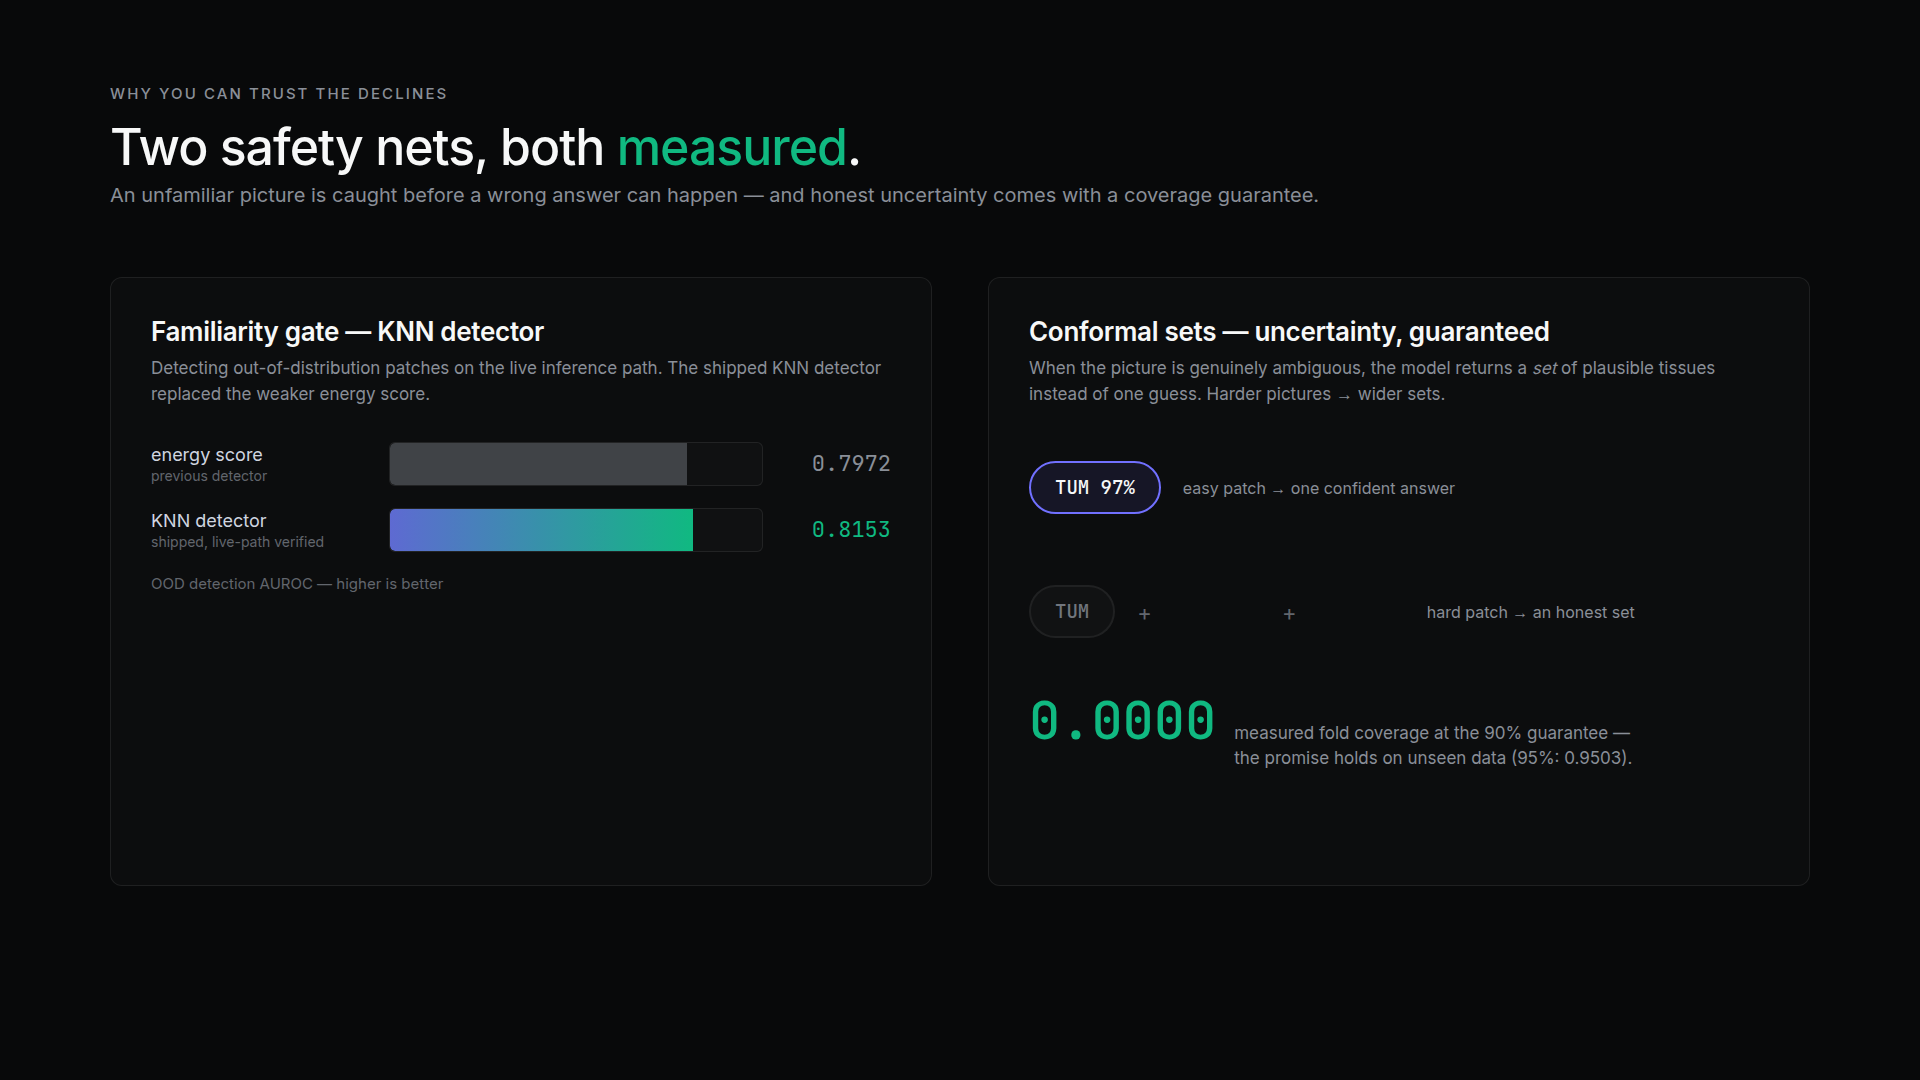 WHY YOU CAN TRUST THE DECLINES
Two safety nets, both measured.
An unfamiliar picture is caught before a wrong answer can happen — and honest uncertainty comes with a coverage guarantee.
Familiarity gate — KNN detector
Detecting out-of-distribution patches on the live inference path. The shipped KNN detector
replaced the weaker energy score.
energy score
previous detector
0.7972
KNN detector
shipped, live-path verified
0.8153
OOD detection AUROC — higher is better
Conformal sets — uncertainty, guaranteed
When the picture is genuinely ambiguous, the model returns a set of plausible tissues
instead of one guess. Harder pictures → wider sets.
TUM 97% easy patch → one confident answer
TUM + + hard patch → an honest set
0.0000 measured fold coverage at the 90% guarantee —
the promise holds on unseen data (95%: 0.9503).